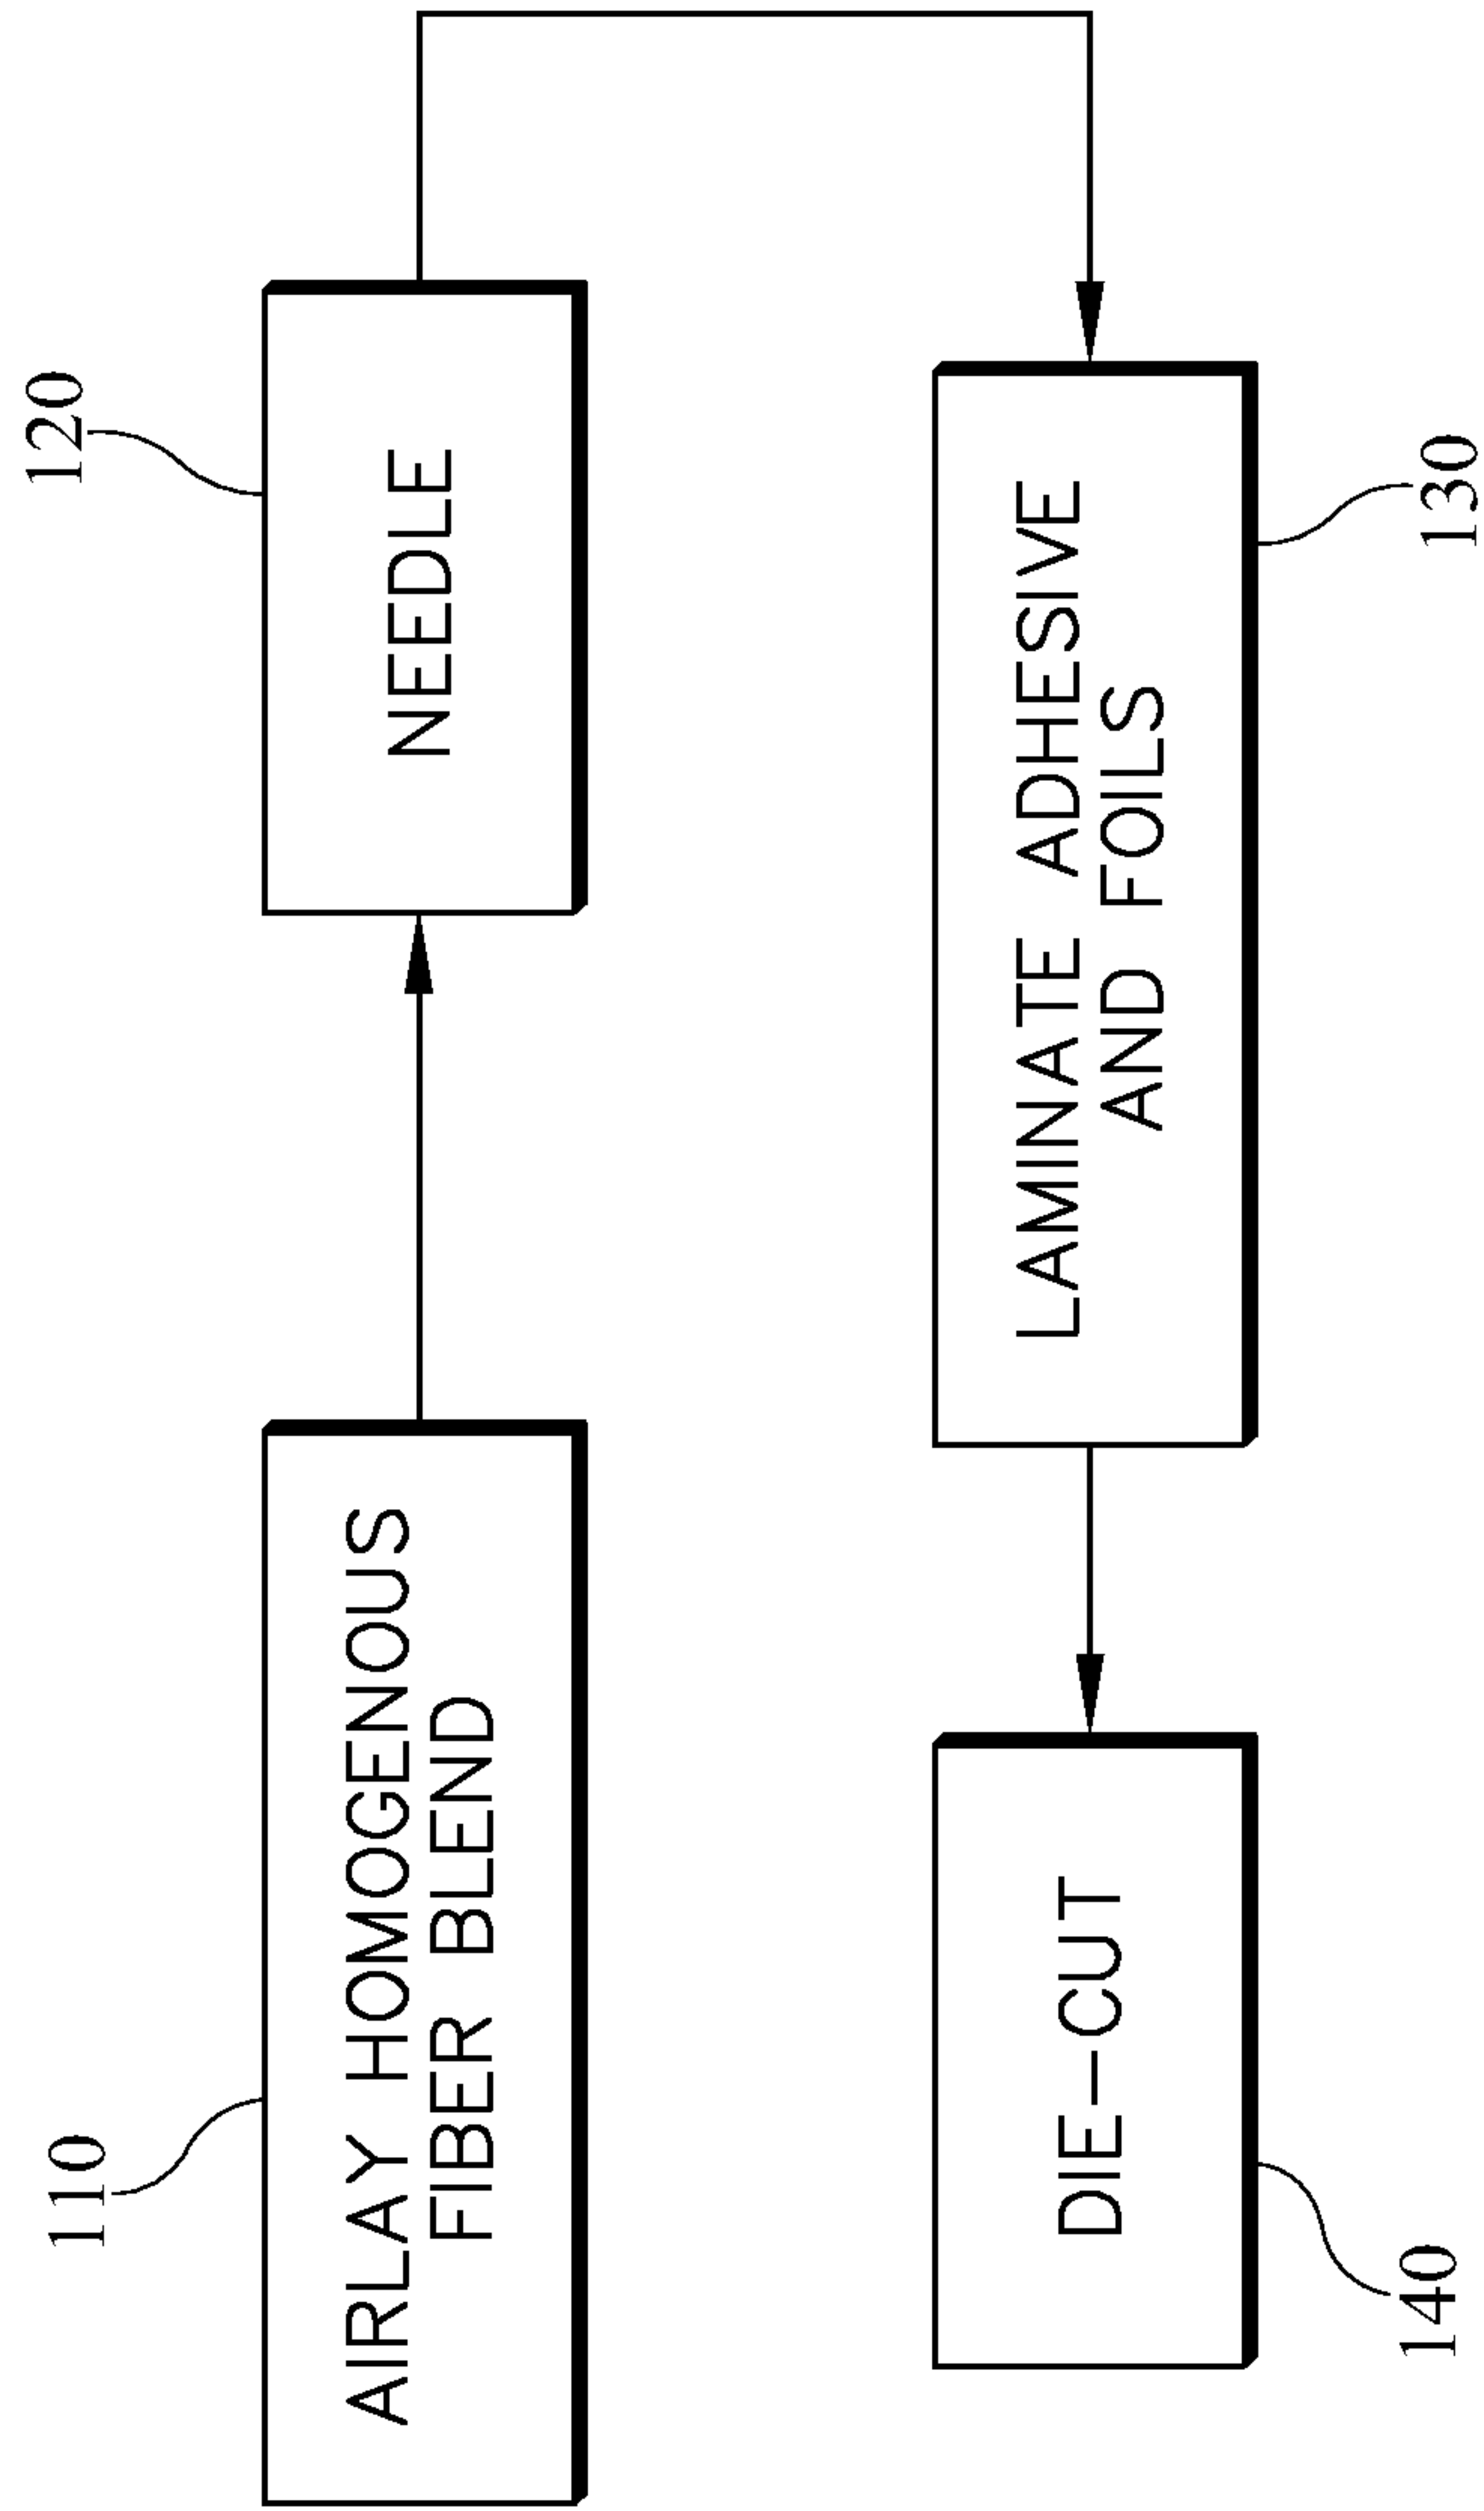 110
AIRLAY HOMOGENOUS
FIBER BLEND
120
NEEDLE
LAMINATE ADHESIVE
AND FOILS
130
DIE-CUT
140